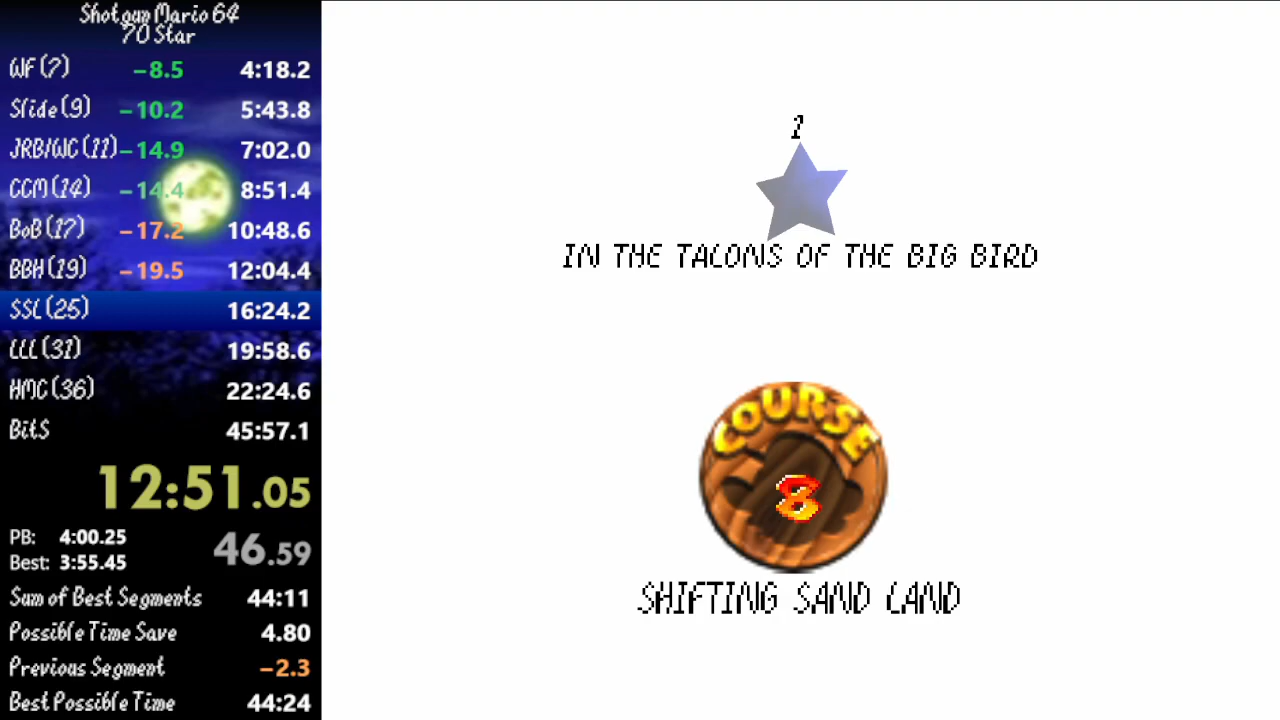 Shotgun Mario 64
70 Star
WF(7) -8.5 4:18.2
Slide(9) -10.2 5:43.8
JRB/WC(11) -14.9 7:02.0
CCM(14) -14.4 8:51.4
BoB(17) -17.2 10:48.6
BBH(19) -19.5 12:04.4
SSL(25) 16:24.2
LLL(31) 19:58.6
HMC(36) 22:24.6
BitS 45:57.1
12:51.05
PB: 4:00.25
Best: 3:55.45
46.59
Sum of Best Segments 44:11
Possible Time Save 4.80
Previous Segment -2.3
Best Possible Time 44:24
1
IN THE TALONS OF THE BIG BIRD
COURSE
8
SHIFTING SAND LAND